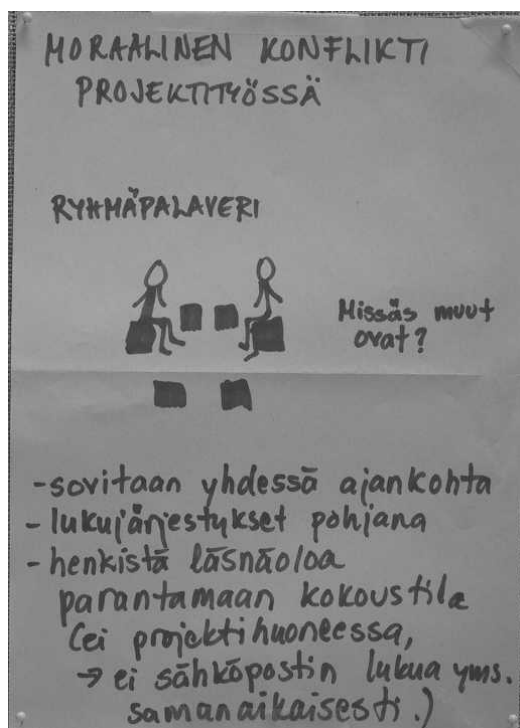 MORAALINEN KONFLIKTI
PROJEKTITYÖSSÄ
RYHMÄPALAVERI
Missäs muut
ovat?
-sovitaan yhdessä ajankohta
- lukujärjestykset pohjana
- henkistä läsnäoloa
parantamaan kokoustila
(ei projektihuoneessa,
→ ei sähköpostin lukua yms.
samanaikaisesti.)